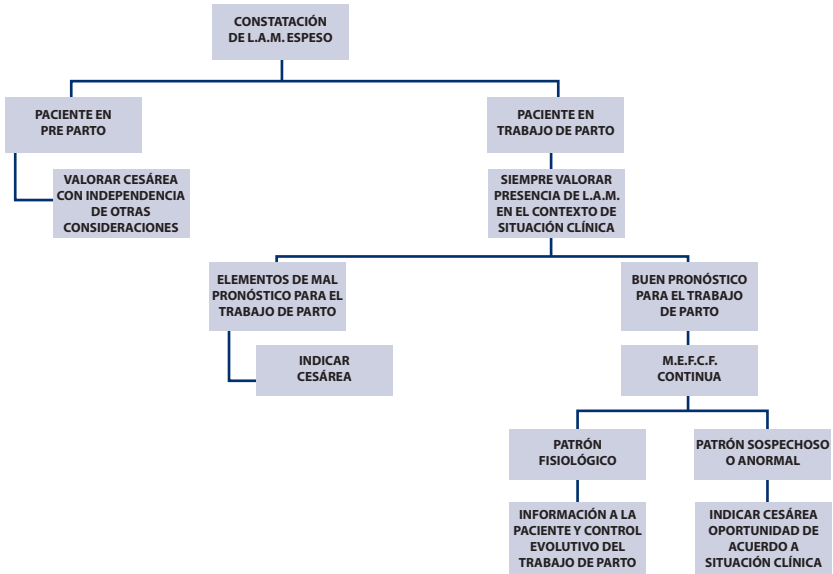 CONSTATACIÓN
DE L.A.M. ESPESO
PACIENTE EN
PRE PARTO
PACIENTE EN
TRABAJO DE PARTO
VALORAR CESÁREA
CON INDEPENDENCIA
DE OTRAS
CONSIDERACIONES
SIEMPRE VALORAR
PRESENCIA DE L.A.M.
EN EL CONTEXTO DE
SITUACIÓN CLÍNICA
ELEMENTOS DE MAL
PRONÓSTICO PARA EL
TRABAJO DE PARTO
BUEN PRONÓSTICO
PARA EL TRABAJO
DE PARTO
INDICAR
CESÁREA
M.E.F.C.F.
CONTINUA
PATRÓN
FISIOLÓGICO
PATRÓN SOSPECHOSO
O ANORMAL
INFORMACIÓN A LA
PACIENTE Y CONTROL
EVOLUTIVO DEL
TRABAJO DE PARTO
INDICAR CESÁREA
OPORTUNIDAD DE
ACUERDO A
SITUACIÓN CLÍNICA